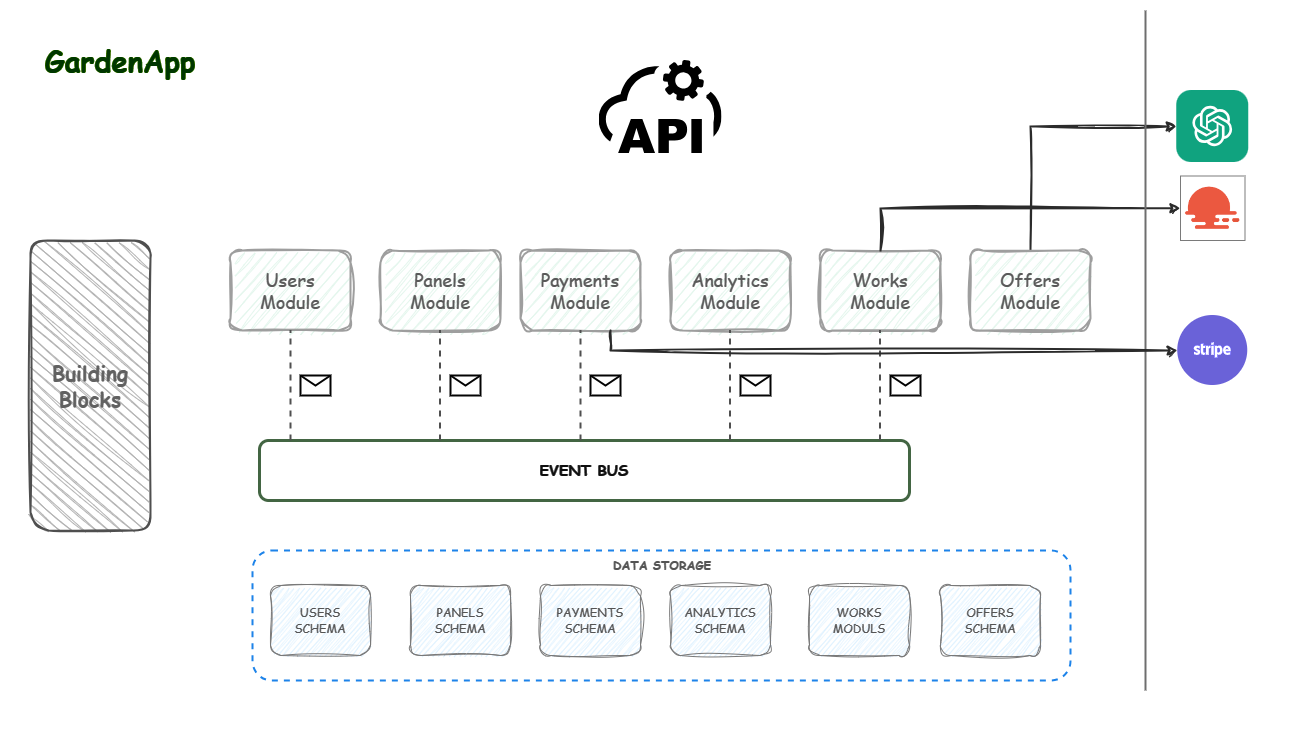 GardenApp
API
Users
Module
Panels
Module
Payments
Module
Analytics
Module
Works
Module
Offers
Module
stripe
Building
Blocks
EVENT BUS
DATA STORAGE
USERS
SCHEMA
PANELS
SCHEMA
PAYMENTS
SCHEMA
ANALYTICS
SCHEMA
WORKS
MODULS
OFFERS
SCHEMA